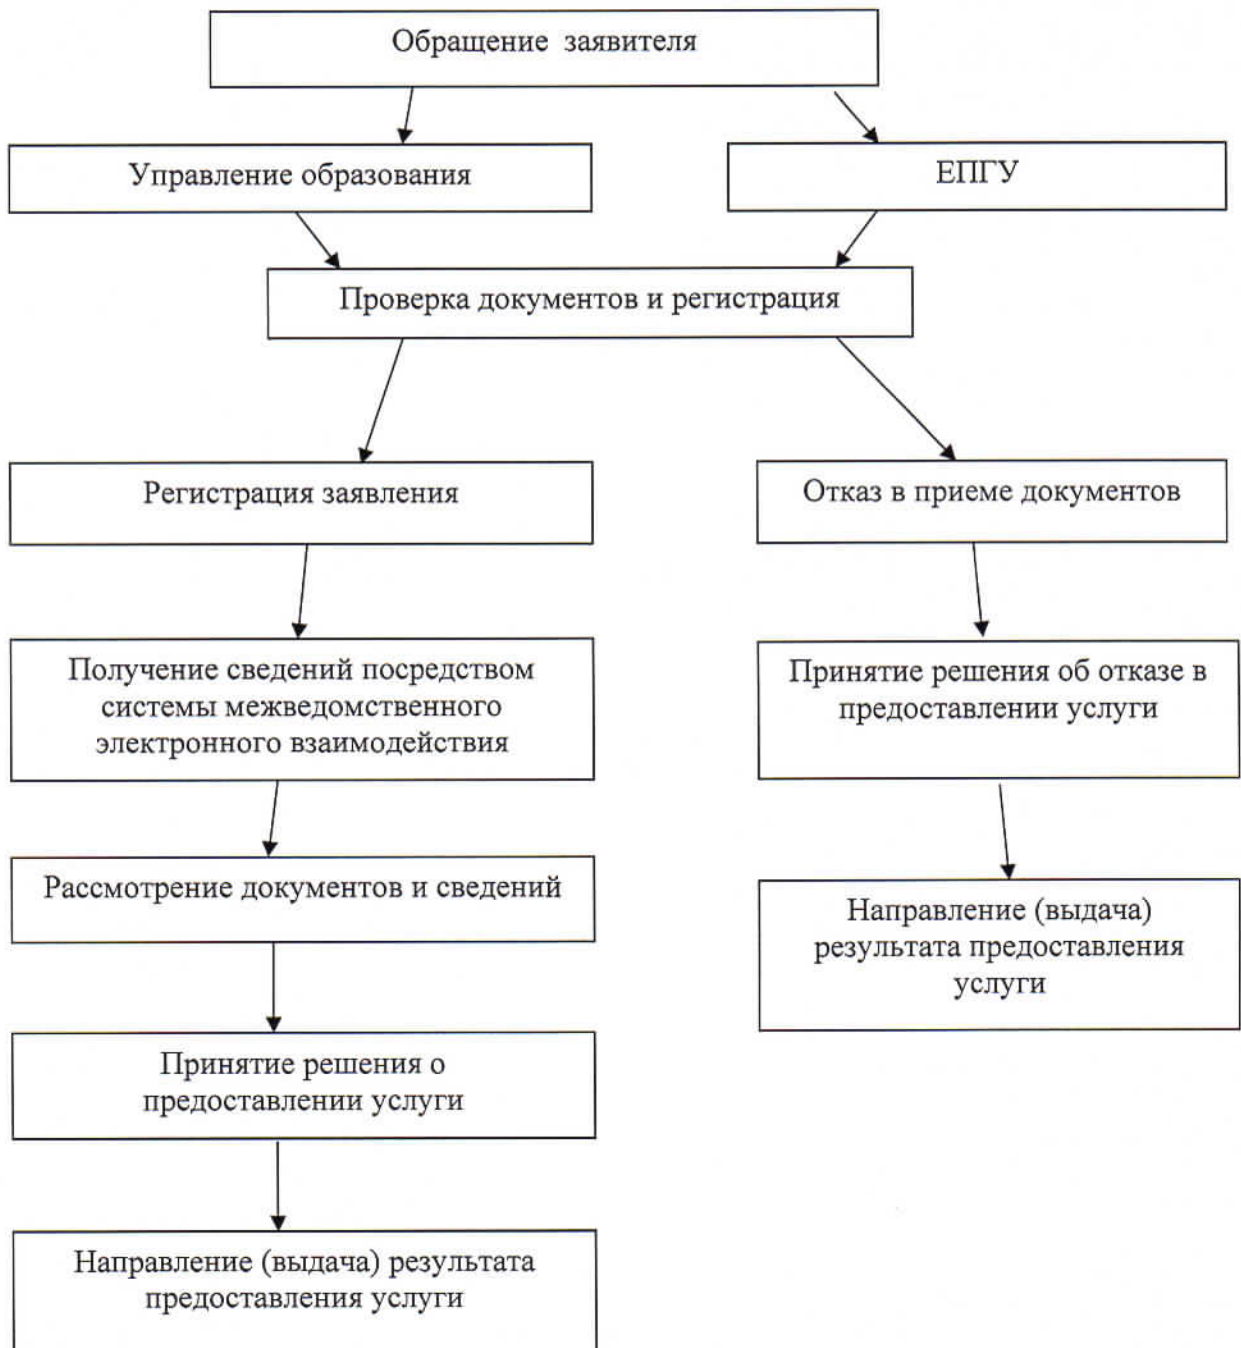 Обращение заявителя
Управление образования
ЕПГУ
Проверка документов и регистрация
Регистрация заявления
Отказ в приеме документов
Получение сведений посредством
системы межведомственного
электронного взаимодействия
Принятие решения об отказе в
предоставлении услуги
Рассмотрение документов и сведений
Направление (выдача)
результата предоставления
услуги
Принятие решения о
предоставлении услуги
Направление (выдача) результата
предоставления услуги